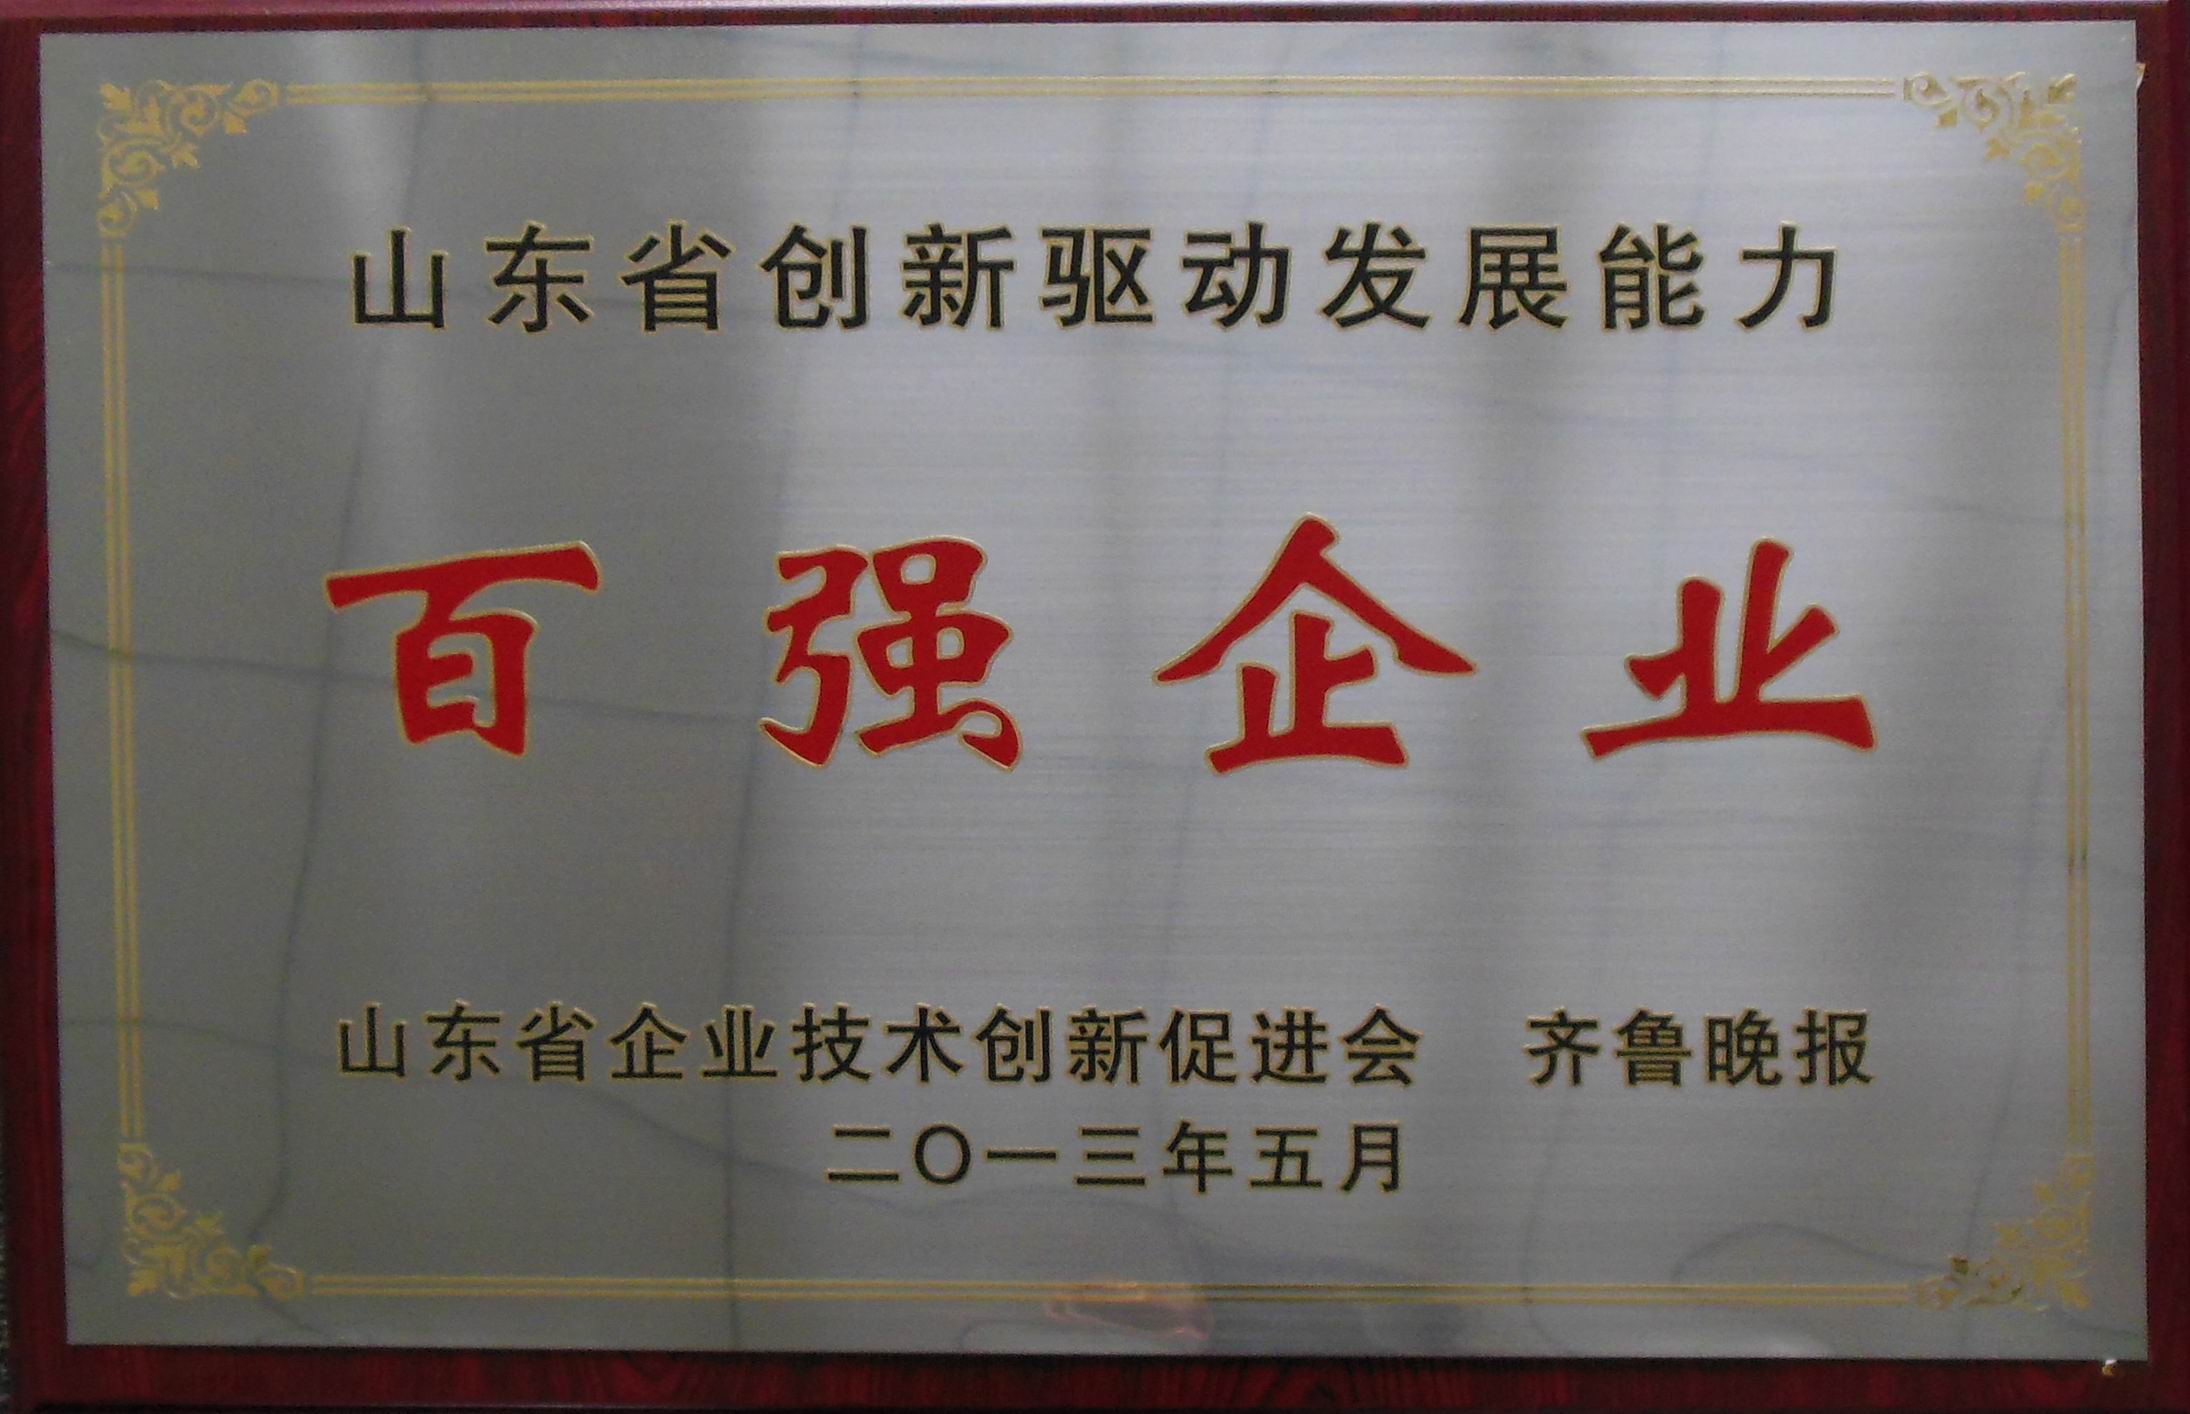 山东省创新驱动发展能力
百强企业
山东省企业技术创新促进会 齐鲁晚报
二〇一三年五月